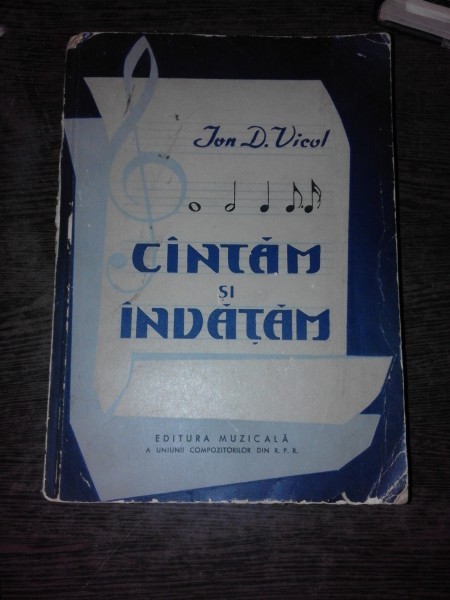 Ion D. Vicol
CÎNTĂM
ȘI
ÎNVĂȚĂM
EDITURA MUZICALĂ
A UNIUNII COMPOZITORILOR DIN R. P. R.